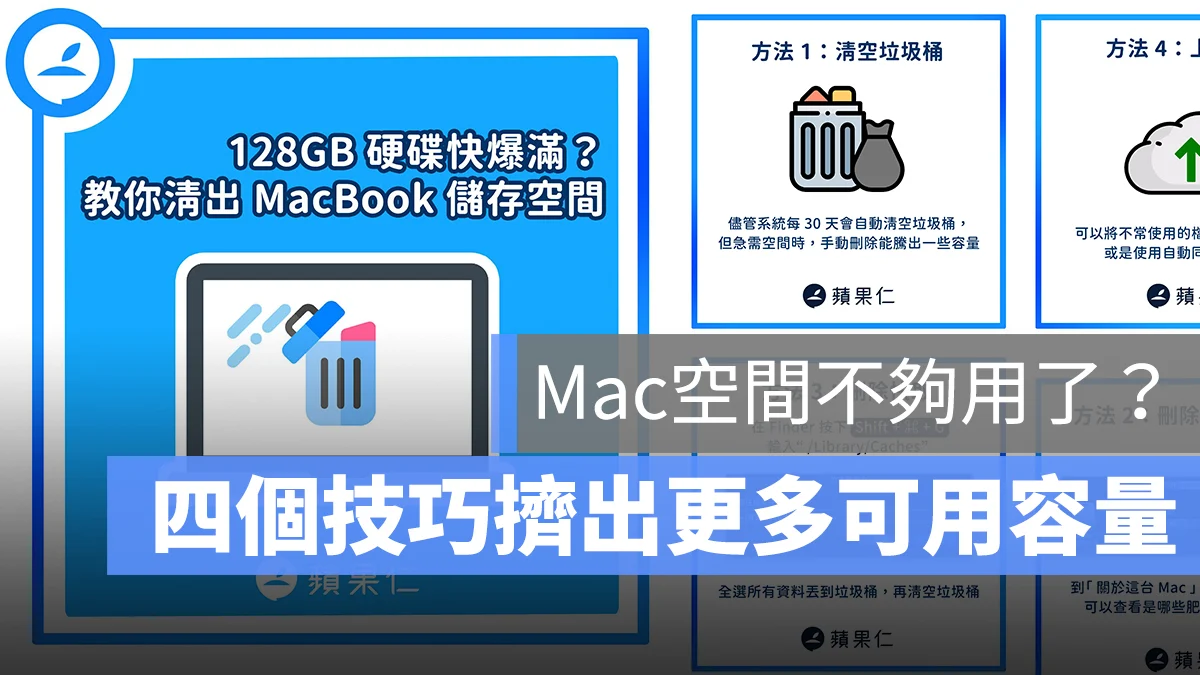 128GB 硬碟快爆滿？
教你清出 MacBook 儲存空間
方法 1：清空垃圾桶
儘管系統每 30 天會自動清空垃圾桶，
但急需空間時，手動刪除能騰出一些容量
蘋果仁
方法 4：
可以將不常使用的
或是使用自動同
蘋
Mac空間不夠用了？
四個技巧擠出更多可用容量
在 Finder 按下 Shift + + G
輸入“ /Library/Caches”
方法 2：刪除
蘋果仁
全選所有資料丟到垃圾桶，再清空垃圾桶
蘋果仁
到「關於這台 Mac」
可以查看是哪些肥
蘋